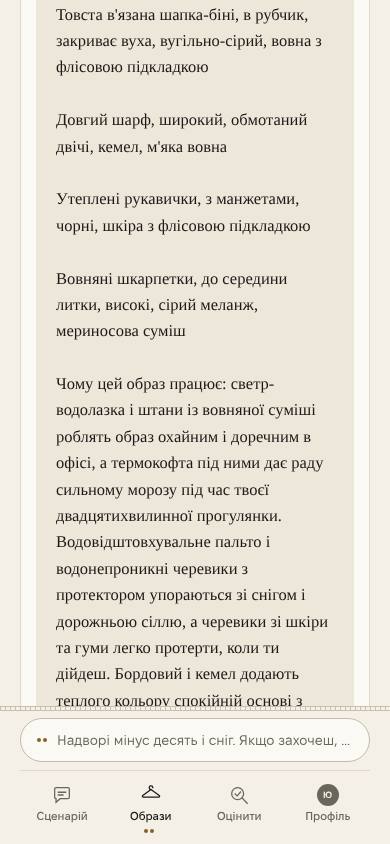 Товста в'язана шапка-біні, в рубчик,
закриває вуха, вугільно-сірий, вовна з
флісовою підкладкою
Довгий шарф, широкий, обмотаний
двічі, кемел, м'яка вовна
Утеплені рукавички, з манжетами,
чорні, шкіра з флісовою підкладкою
Вовняні шкарпетки, до середини
литки, високі, сірий меланж,
мериносова суміш
Чому цей образ працює: светр-
водолазка і штани із вовняної суміші
роблять образ охайним і доречним в
офісі, а термокофта під ними дає раду
сильному морозу під час твоєї
двадцятихвилинної прогулянки.
Водовідштовхувальне пальто і
водонепроникні черевики з
протектором упораються зі снігом і
дорожньою сіллю, а черевики зі шкіри
та гуми легко протерти, коли ти
дійдеш. Бордовий і кемел додають
теплого кольору спокійній основі з
Надворі мінус десять і сніг. Якщо захочеш, ...
Сценарій
Образи
Оцінити
Ю
Профіль